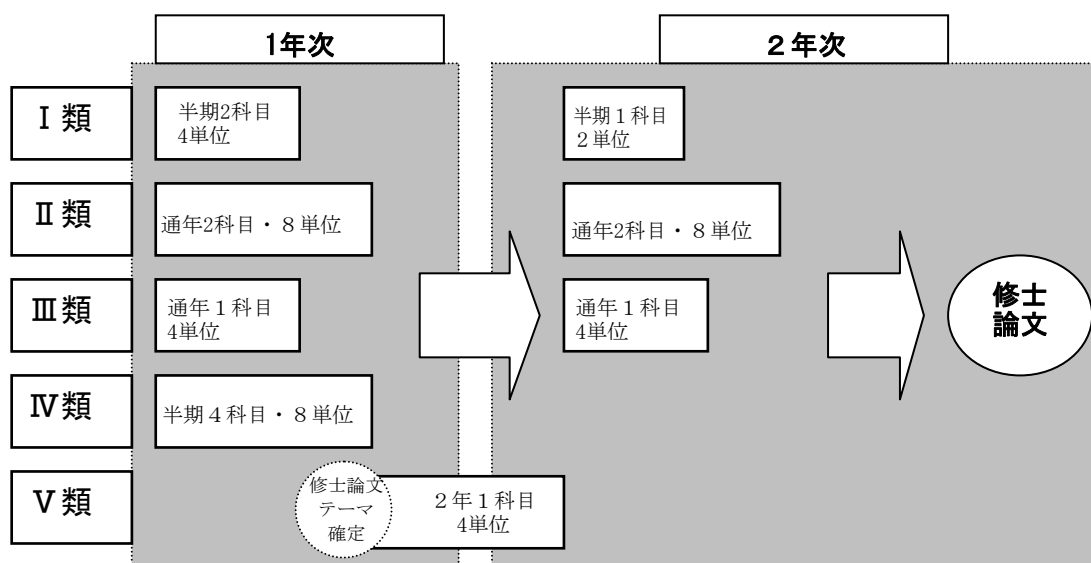 1年次
２年次
Ⅰ類
半期2科目
4単位
半期１科目
２単位
Ⅱ類
通年2科目・８単位
通年2科目・８単位
Ⅲ類
通年１科目
4単位
通年１科目
4単位
修士
論文
Ⅳ類
半期４科目・８単位
Ⅴ類
修士論文
テーマ
確定
２年１科目
4単位